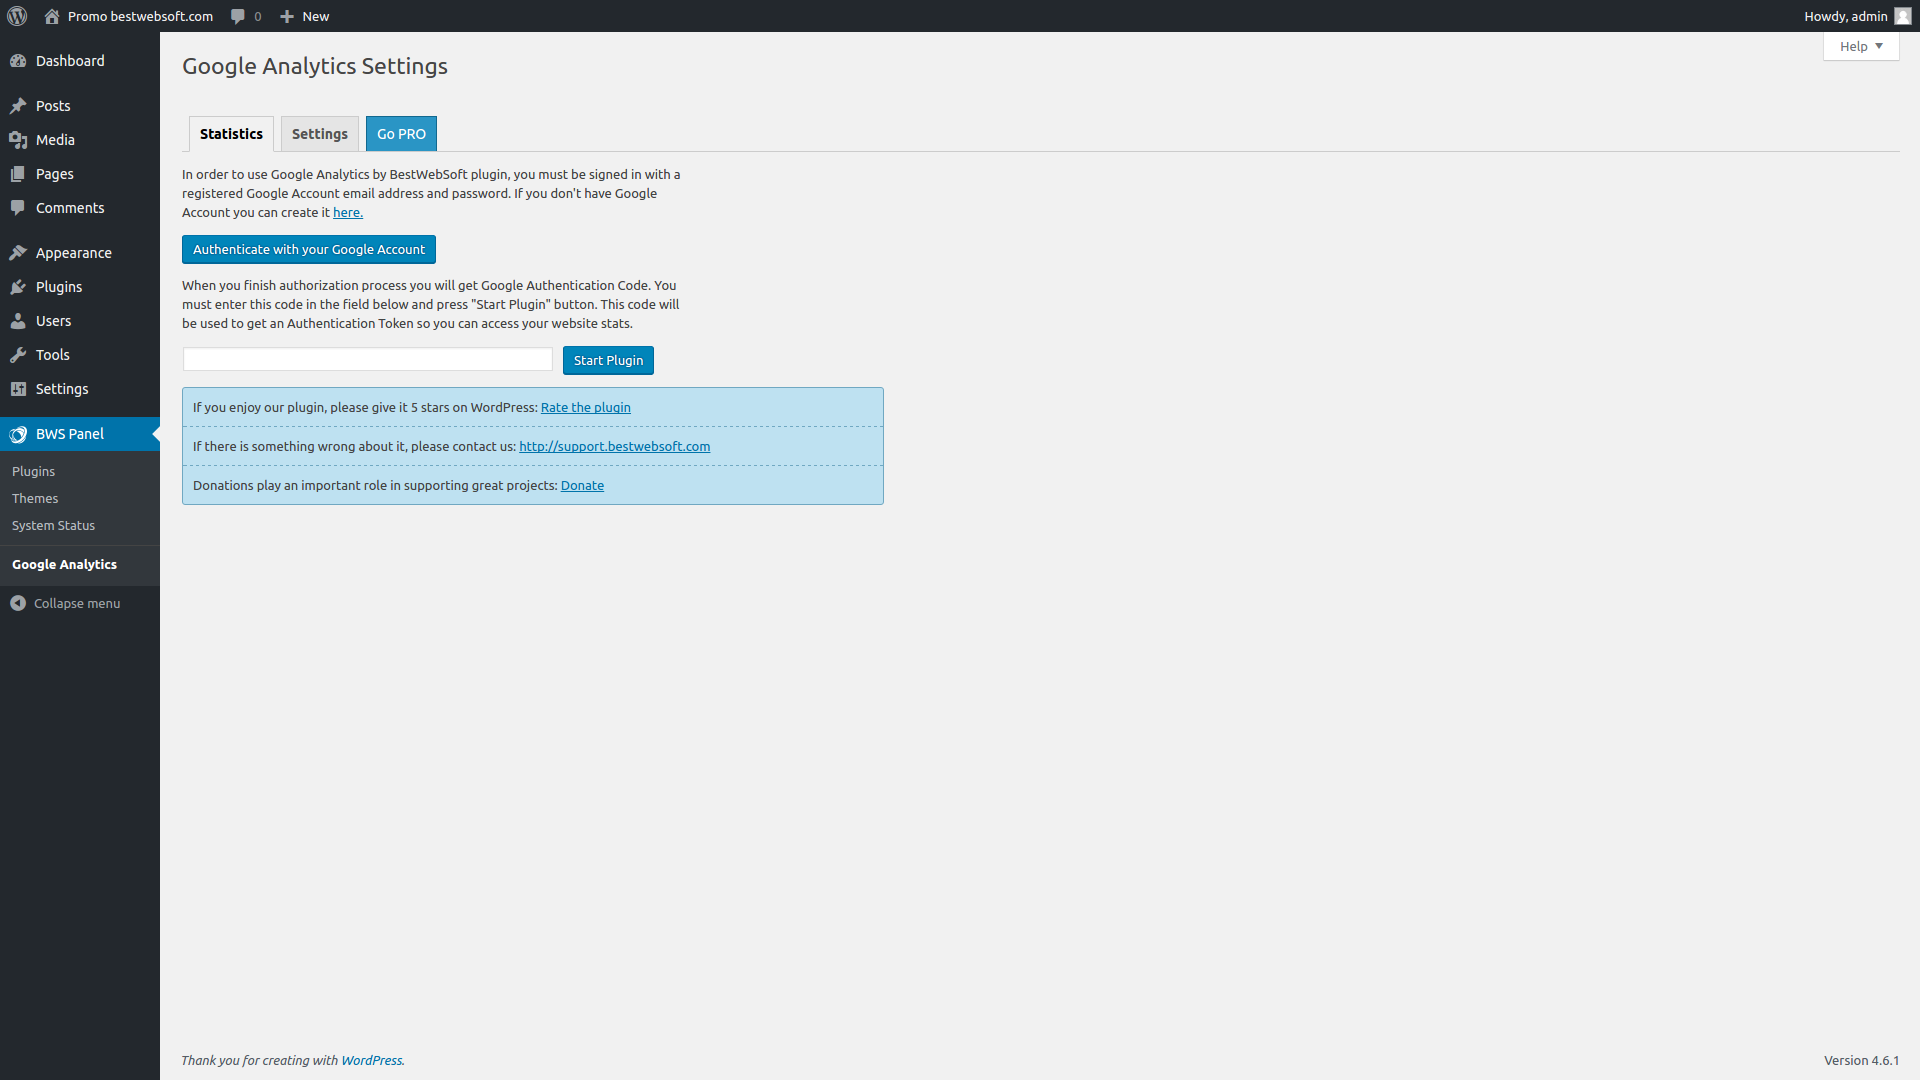 Promo bestwebsoft.com 0 New Howdy, admin
Help
Dashboard
Posts
Media
Pages
Comments
Appearance
Plugins
Users
Tools
Settings
BWS Panel
Plugins
Themes
System Status
Google Analytics
Collapse menu
Google Analytics Settings
Statistics Settings Go PRO
In order to use Google Analytics by BestWebSoft plugin, you must be signed in with a
registered Google Account email address and password. If you don't have Google
Account you can create it here.
Authenticate with your Google Account
When you finish authorization process you will get Google Authentication Code. You
must enter this code in the field below and press "Start Plugin" button. This code will
be used to get an Authentication Token so you can access your website stats.
Start Plugin
If you enjoy our plugin, please give it 5 stars on WordPress: Rate the plugin
If there is something wrong about it, please contact us: http://support.bestwebsoft.com
Donations play an important role in supporting great projects: Donate
Thank you for creating with WordPress.
Version 4.6.1